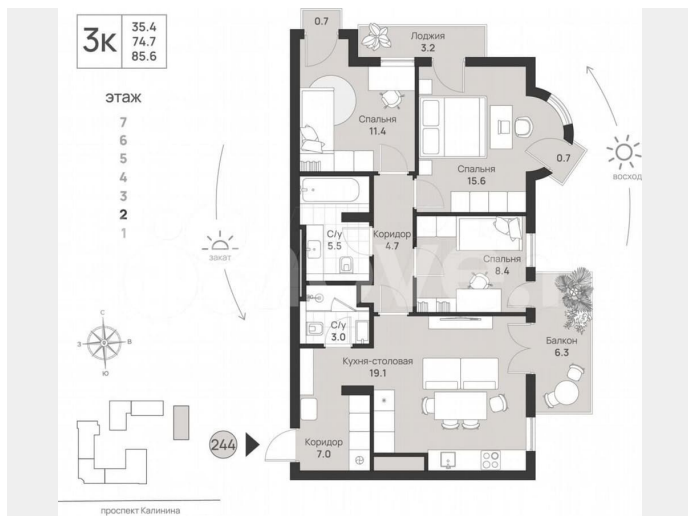 3к
35.4
74.7
85.6
этаж
7
6
5
4
3
2
1
0.7
Лоджия
3.2
Спальня
11.4
Спальня
15.6
0.7
восход
закат
С/у
5.5
Коридор
4.7
Спальня
8.4
С/у
3.0
Кухня-столовая
19.1
Балкон
6.3
С
З
В
Ю
244
Коридор
7.0
проспект Калинина